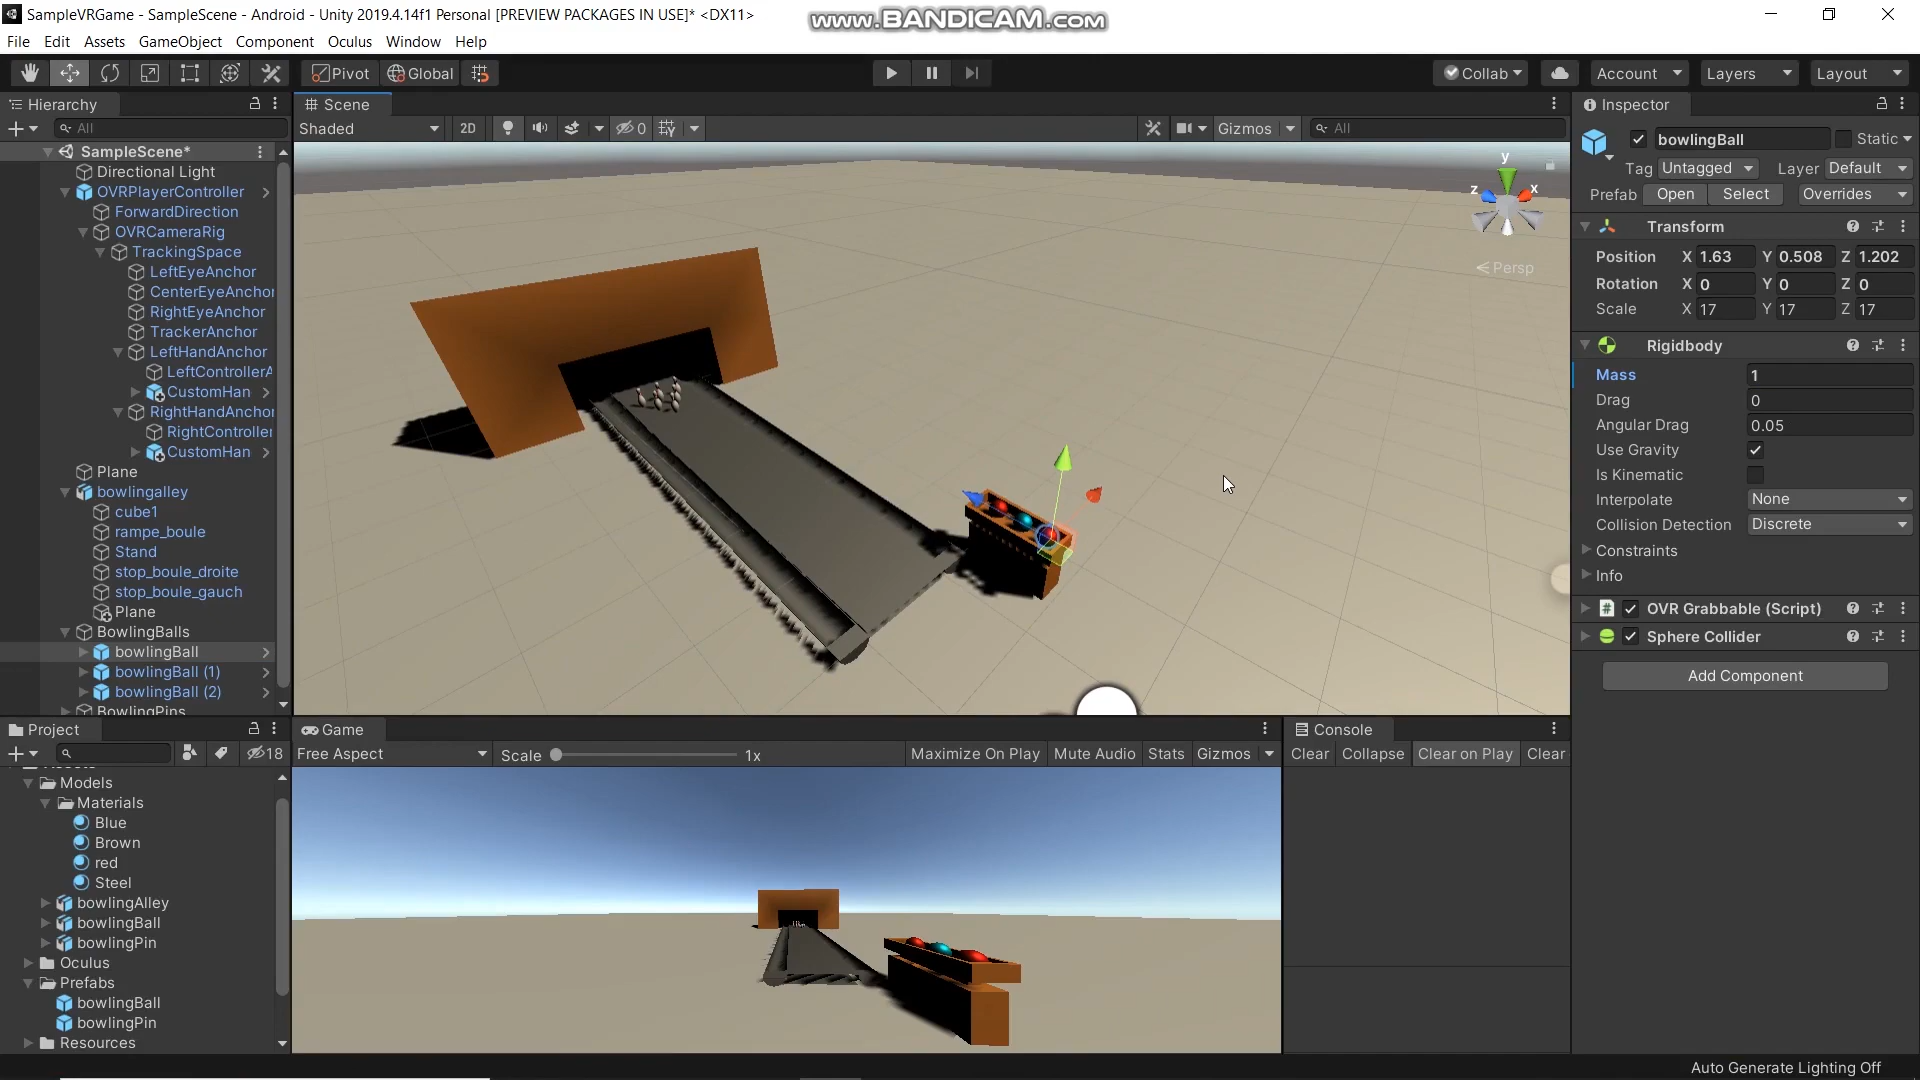 SampleVRGame - SampleScene - Android - Unity 2019.4.14f1 Personal [PREVIEW PACKAGES IN USE]* <DX11>
www.BANDICAM.com
File Edit Assets GameObject Component Oculus Window Help
Pivot Global Collab Account Layers Layout
Hierarchy
All
SampleScene*
Directional Light
OVRPlayerController
ForwardDirection
OVRCameraRig
TrackingSpace
LeftEyeAnchor
CenterEyeAnchor
RightEyeAnchor
TrackerAnchor
LeftHandAnchor
LeftControllerA
CustomHan
RightHandAnchor
RightController
CustomHan
Plane
bowlingalley
cube1
rampe_boule
Stand
stop_boule_droite
stop_boule_gauch
Plane
BowlingBalls
bowlingBall
bowlingBall (1)
bowlingBall (2)
BowlingPins
Scene
Shaded 2D 0 Gizmos All
y
z x
Persp
Inspector
bowlingBall Static
Tag Untagged Layer Default
Prefab Open Select Overrides
Transform
Position X 1.63 Y 0.508 Z 1.202
Rotation X 0 Y 0 Z 0
Scale X 17 Y 17 Z 17
Rigidbody
Mass 1
Drag 0
Angular Drag 0.05
Use Gravity
Is Kinematic
Interpolate None
Collision Detection Discrete
Constraints
Info
OVR Grabbable (Script)
Sphere Collider
Add Component
Project
18
Models
Materials
Blue
Brown
red
Steel
bowlingAlley
bowlingBall
bowlingPin
Oculus
Prefabs
bowlingBall
bowlingPin
Resources
Game
Free Aspect Scale 1x Maximize On Play Mute Audio Stats Gizmos
Console
Clear Collapse Clear on Play Clear
Auto Generate Lighting Off